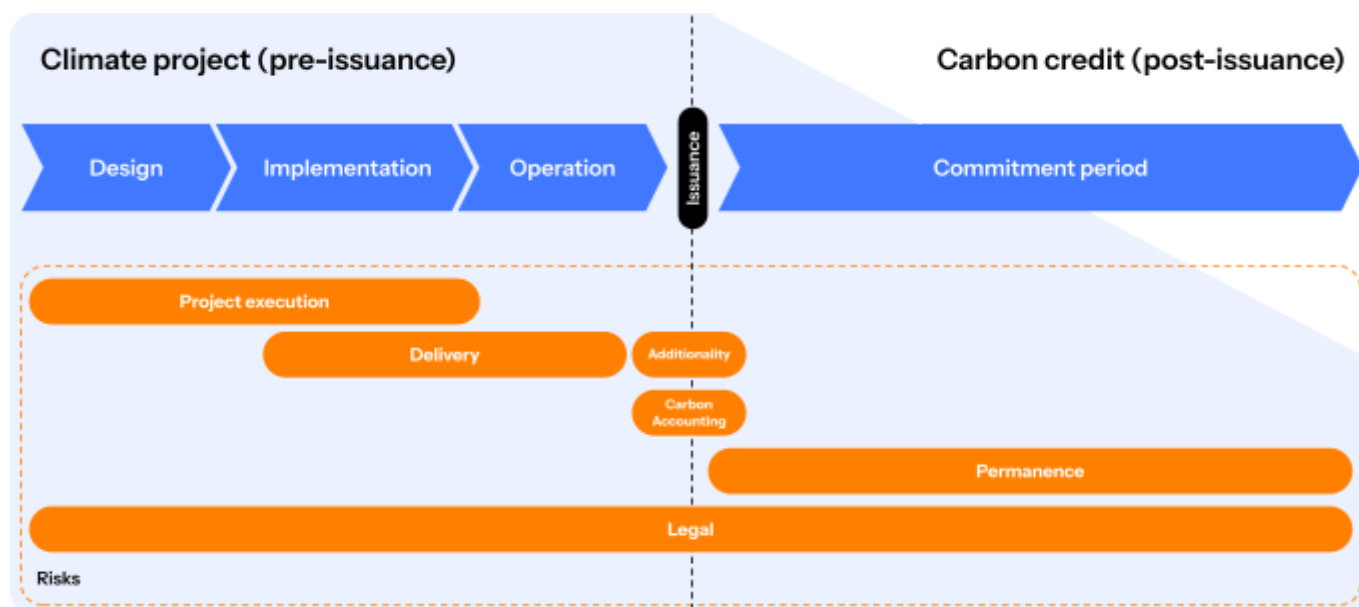 Climate project (pre-issuance)
Carbon credit (post-issuance)
Design
Implementation
Operation
Issuance
Commitment period
Project execution
Delivery
Additionality
Carbon
Accounting
Permanence
Legal
Risks